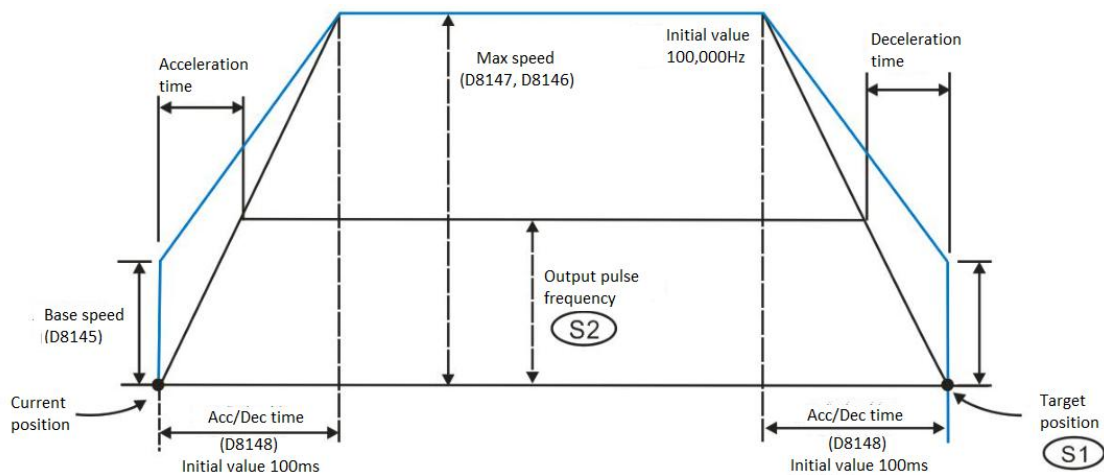 Acceleration
time
Max speed
(D8147, D8146)
Initial value
100,000Hz
Deceleration
time
Base speed
(D8145)
Output pulse
frequency
S2
Current
position
Acc/Dec time
(D8148)
Initial value 100ms
Acc/Dec time
(D8148)
Initial value 100ms
Target
position
S1